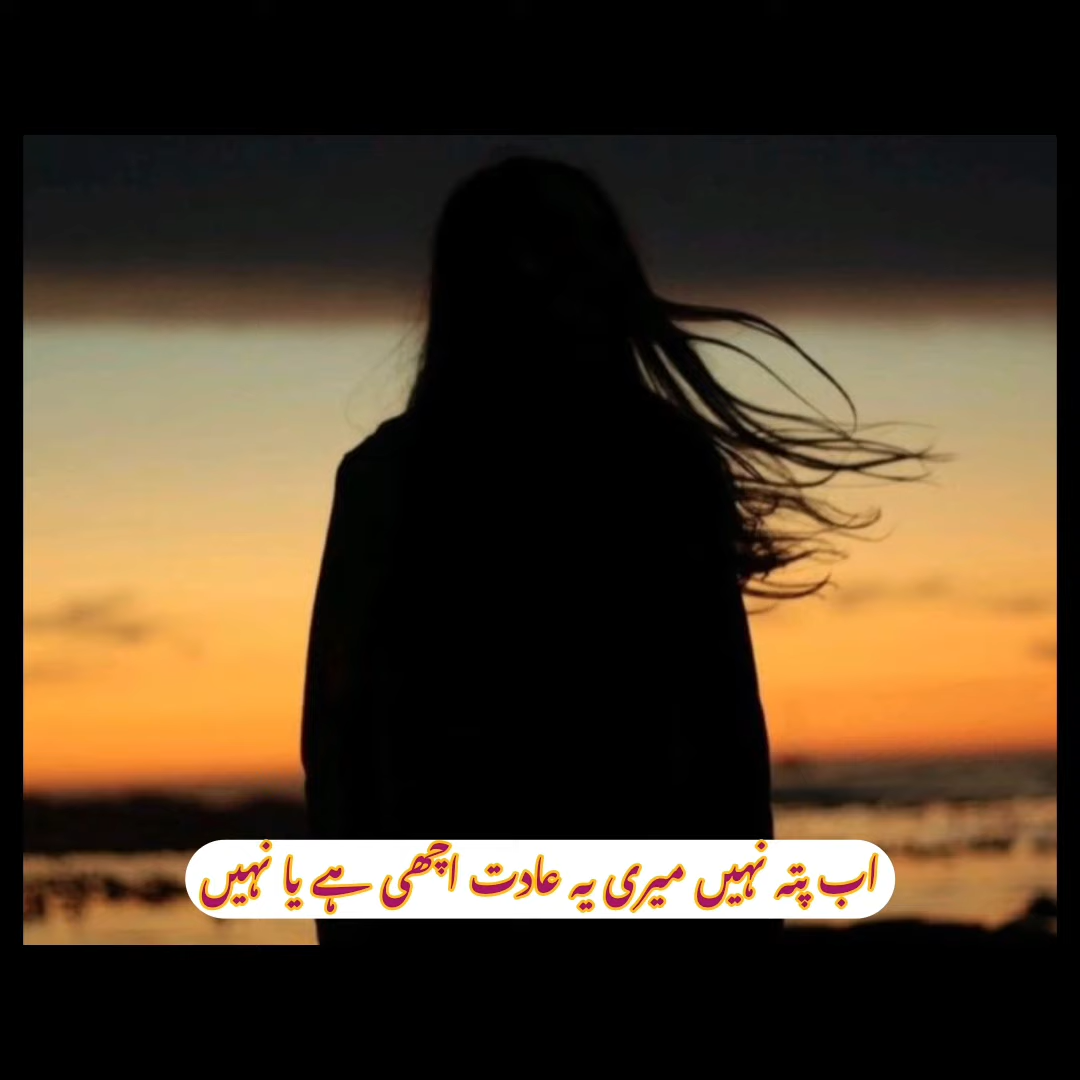 اب پتہ نہیں میری یہ عادت اچھی ہے یا نہیں